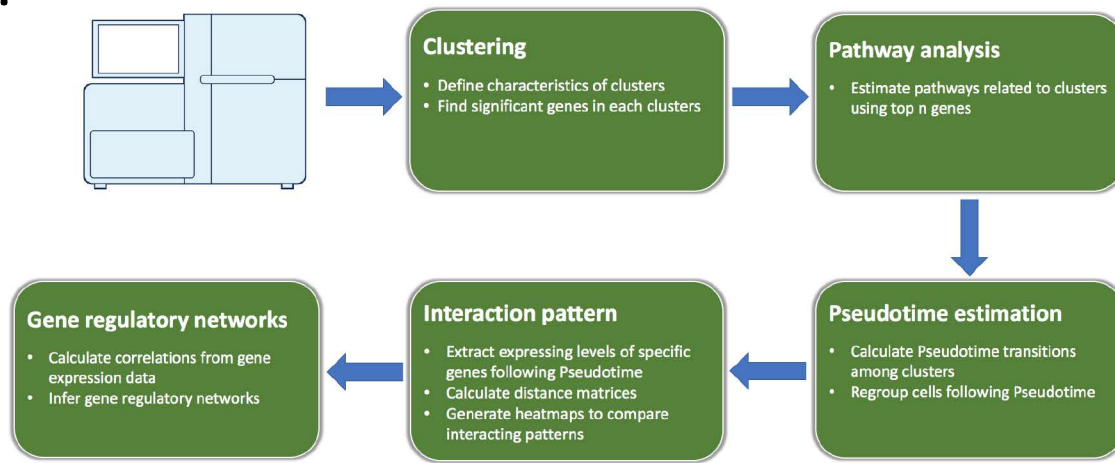 Clustering
• Define characteristics of clusters
• Find significant genes in each clusters
Pathway analysis
• Estimate pathways related to clusters
using top n genes
Pseudotime estimation
• Calculate Pseudotime transitions
among clusters
• Regroup cells following Pseudotime
Interaction pattern
• Extract expressing levels of specific
genes following Pseudotime
• Calculate distance matrices
• Generate heatmaps to compare
interacting patterns
Gene regulatory networks
• Calculate correlations from gene
expression data
• Infer gene regulatory networks